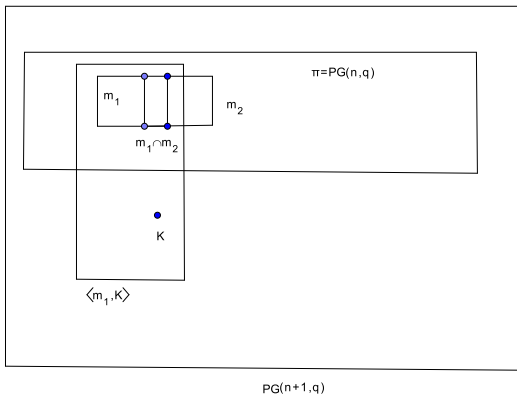 π=PG(n,q)
m₁
m₂
m₁∩m₂
K
⟨m₁,K⟩
PG(n+1,q)